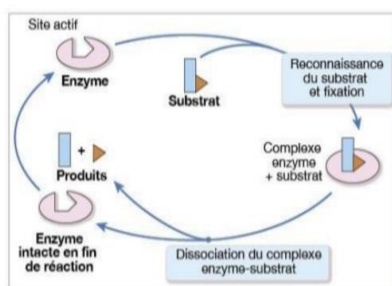 Site actif
Enzyme
Substrat
Reconnaissance
du substrat
et fixation
Complexe
enzyme
+ substrat
+
Produits
Enzyme
intacte en fin
de réaction
Dissociation du complexe
enzyme-substrat